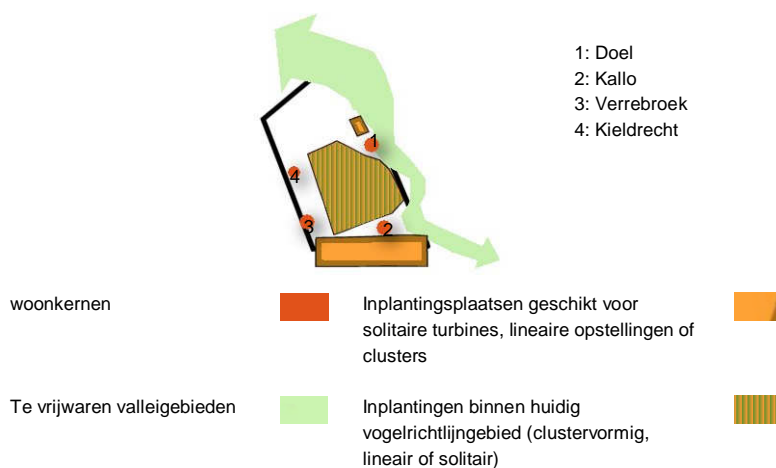 1: Doel
2: Kallo
3: Verrebroek
4: Kieldrecht
1
4
3
2
woonkernen
Inplantingsplaatsen geschikt voor
solitaire turbines, lineaire opstellingen of
clusters
Te vrijwaren valleigebieden
Inplantingen binnen huidig
vogelrichtlijngebied (clustervormig,
lineair of solitair)